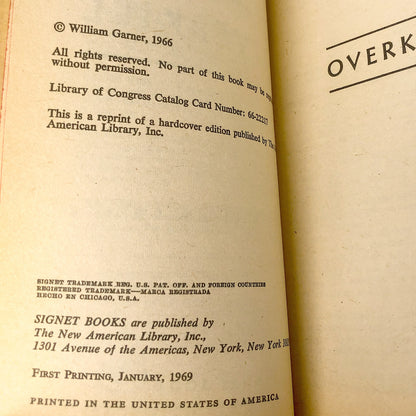 © William Garner, 1966
All rights reserved. No part of this book may be
without permission.
Library of Congress Catalog Card Number: 66-22217
This is a reprint of a hardcover edition published by The
American Library, Inc.
SIGNET TRADEMARK REG. U.S. PAT. OFF. AND FOREIGN COUNTRIES
REGISTERED TRADEMARK—MARCA REGISTRADA
HECHO EN CHICAGO, U.S.A.
SIGNET BOOKS are published by
The New American Library, Inc.,
1301 Avenue of the Americas, New York, New York
FIRST PRINTING, JANUARY, 1969
PRINTED IN THE UNITED STATES OF AMERICA
OVERK